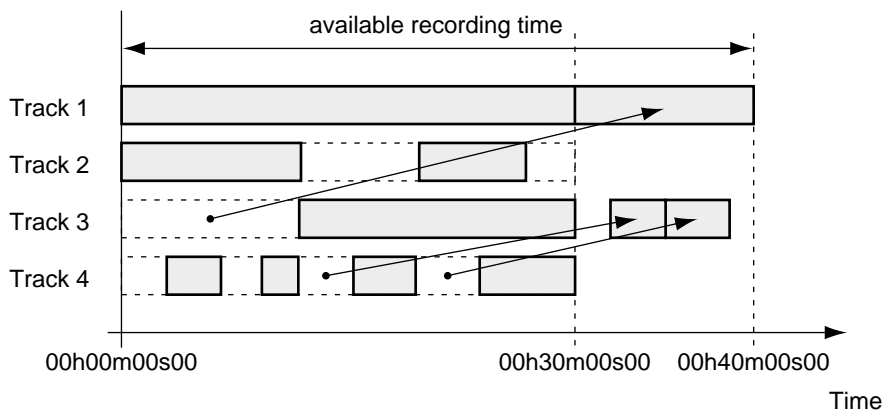 available recording time
Track 1
Track 2
Track 3
Track 4
00h00m00s00
00h30m00s00
00h40m00s00
Time